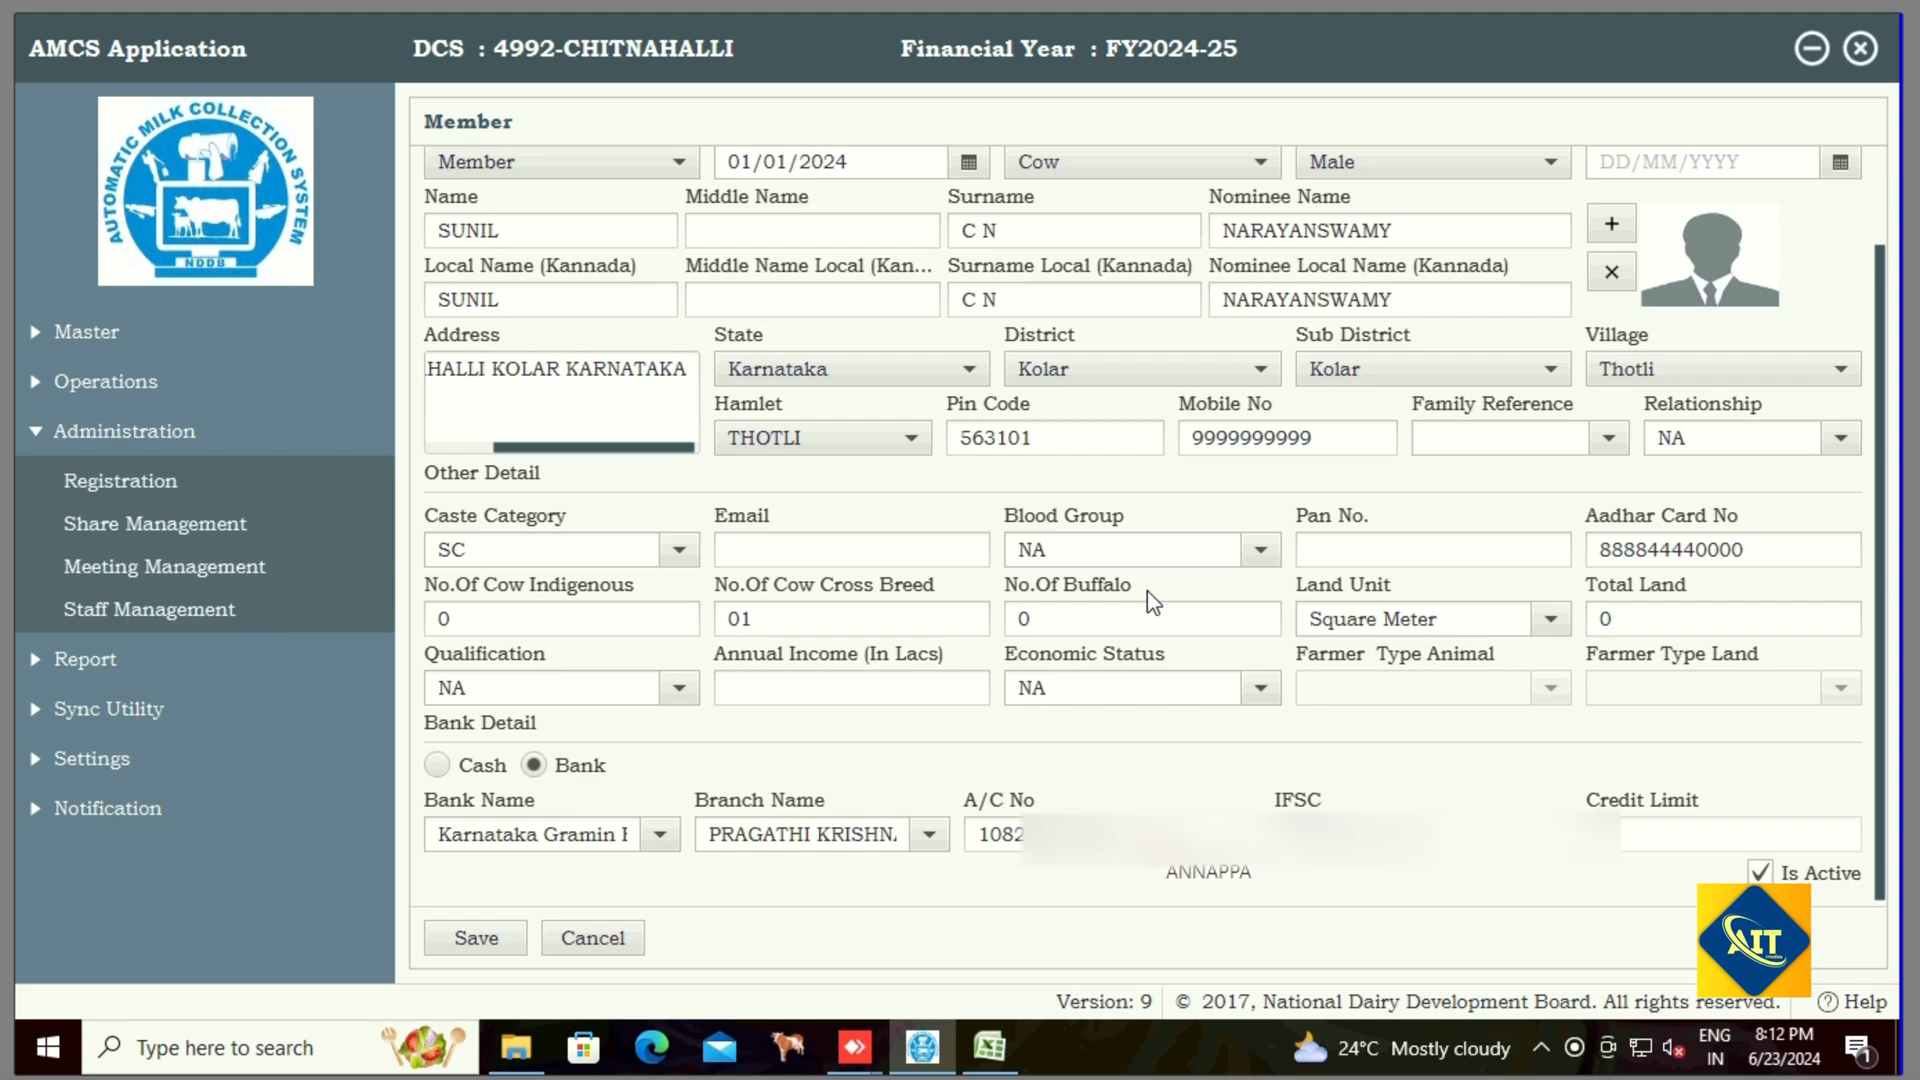 AMCS Application
DCS : 4992-CHITNAHALLI
Financial Year : FY2024-25
AUTOMATIC MILK COLLECTION SYSTEM
NDDB
Master
Operations
Administration
Registration
Share Management
Meeting Management
Staff Management
Report
Sync Utility
Settings
Notification
Member
Member 01/01/2024 Cow Male DD/MM/YYYY
Name Middle Name Surname Nominee Name
SUNIL C N NARAYANSWAMY
+
Local Name (Kannada) Middle Name Local (Kan... Surname Local (Kannada) Nominee Local Name (Kannada)
SUNIL C N NARAYANSWAMY
Address State District Sub District Village
HALLI KOLAR KARNATAKA Karnataka Kolar Kolar Thotli
Hamlet Pin Code Mobile No Family Reference Relationship
THOTLI 563101 9999999999 NA
Other Detail
Caste Category Email Blood Group Pan No. Aadhar Card No
SC NA 888844440000
No.Of Cow Indigenous No.Of Cow Cross Breed No.Of Buffalo Land Unit Total Land
0 01 0 Square Meter 0
Qualification Annual Income (In Lacs) Economic Status Farmer Type Animal Farmer Type Land
NA NA
Bank Detail
Cash Bank
Bank Name Branch Name A/C No IFSC Credit Limit
Karnataka Gramin PRAGATHI KRISHN 1082
ANNAPPA
Is Active
Save Cancel
AIT
Version: 9 © 2017, National Dairy Development Board. All rights reserved. Help
Type here to search
24°C Mostly cloudy
ENG
IN
8:12 PM
6/23/2024
1